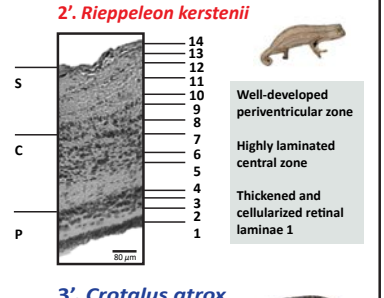 2'. Rieppeleon kerstenii
14
13
12
11
10
9
8
7
6
5
4
3
2
1
S
C
P
80 μm
Well-developed
periventricular zone
Highly laminated
central zone
Thickened and
cellularized retinal
laminae 1
3'. Crotalus atrox